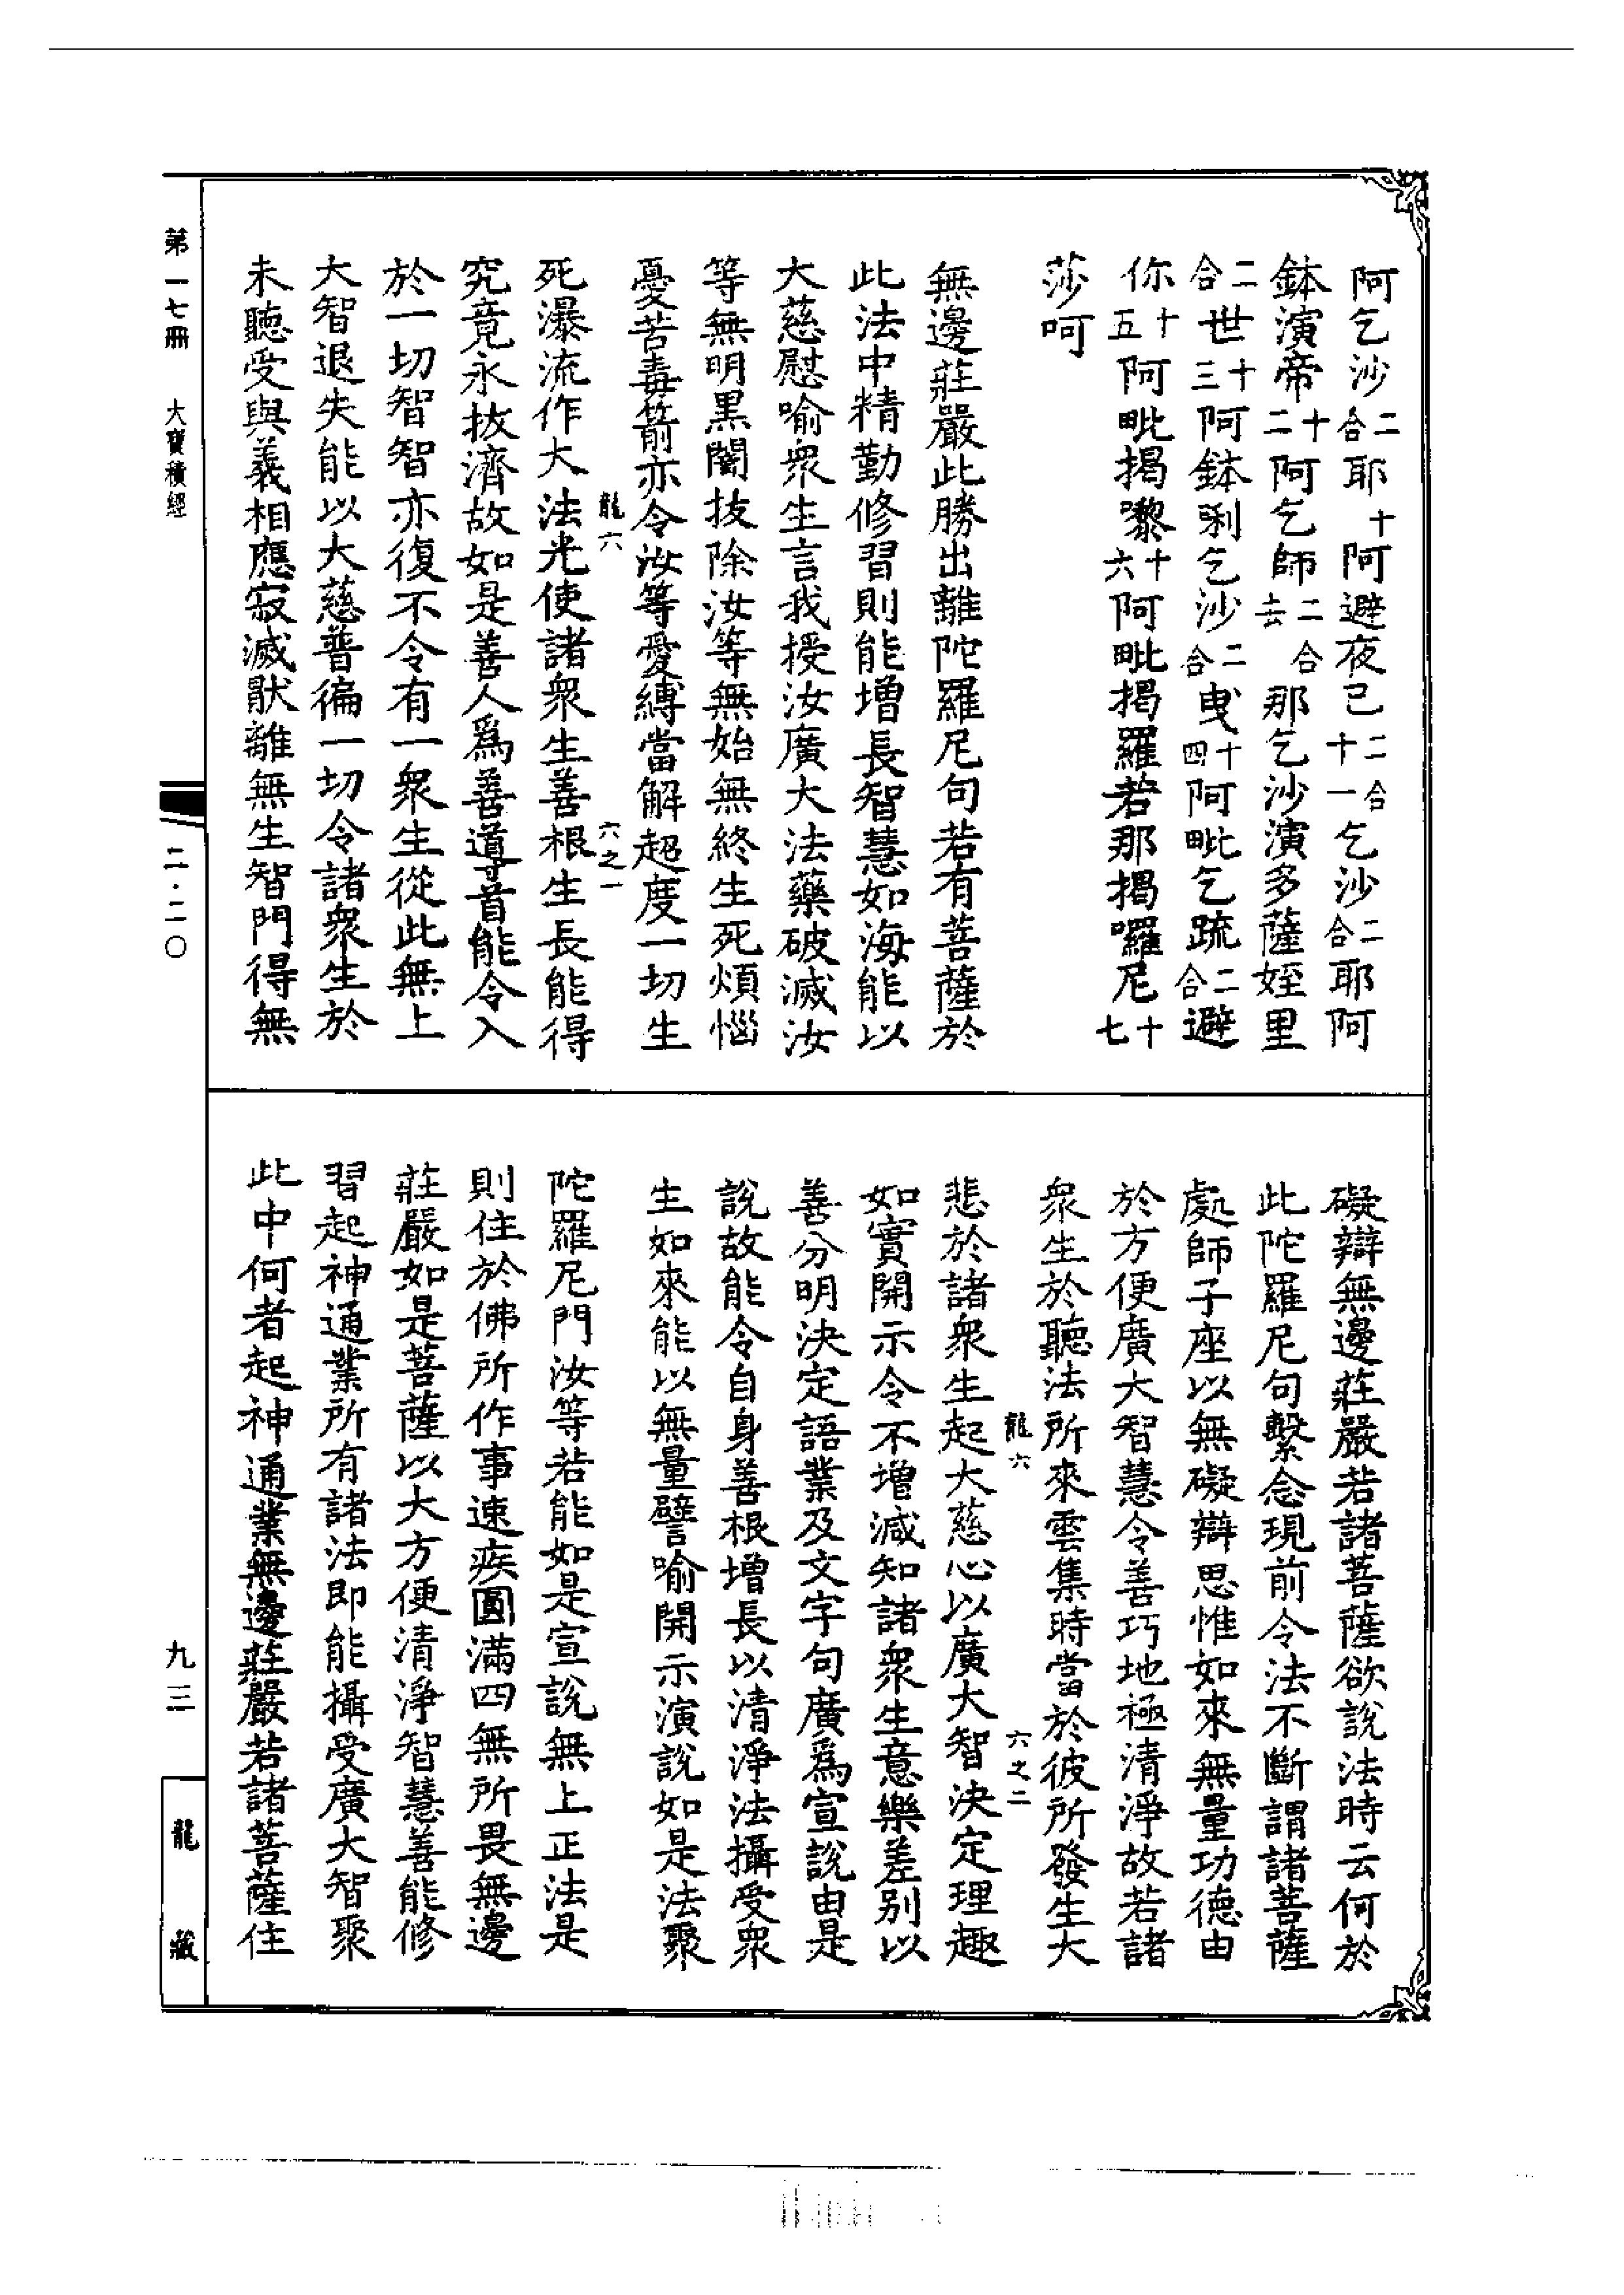 阿乞沙二合耶十阿避夜己二合十一乞沙二合耶阿
鉢演帝十二阿乞師二合去那乞沙演多薩姪里
二合世十三阿鉢唎乞沙二合曳十四阿毗乞疏二合避
你十五阿毗揭嚟十六阿毗揭羅若那揭囉尼十七
莎呵
無邊莊嚴此勝出離陀羅尼句若有菩薩於
此法中精勤修習則能增長智慧如海能以
大慈慰喻衆生言我授汝廣大法藥破滅汝
等無明黑闇拔除汝等無始無終生死煩惱
憂苦毒箭亦令汝等愛縛當解超度一切生
龍六 六之一
死瀑流作大法光使諸衆生善根生長能得
究竟永拔濟故如是善人爲善導首能令入
於一切智智亦復不令有一衆生從此無上
大智退失能以大慈普徧一切令諸衆生於
未聽受與義相應寂滅猒離無生智門得無
礙辯無邊莊嚴若諸菩薩欲說法時云何於
此陀羅尼句繫念現前令法不斷謂諸菩薩
處師子座以無礙辯思惟如來無量功德由
於方便廣大智慧令善巧地極清淨故若諸
衆生於聽法所來雲集時當於彼所發生大
龍六 六之二
悲於諸衆生起大慈心以廣大智決定理趣
如實開示令不增減知諸衆生意樂差別以
善分明決定語業及文字句廣爲宣說由是
說故能令自身善根增長以清淨法攝受衆
生如來能以無量譬喻開示演說如是法聚
陀羅尼門汝等若能如是宣說無上正法是
則住於佛所作事速疾圓滿四無所畏無邊
莊嚴如是菩薩以大方便清淨智慧善能修
習起神通業所有諸法即能攝受廣大智聚
此中何者起神通業無邊莊嚴若諸菩薩住
第一七冊 大寶積經 二·二〇 九三 龍藏